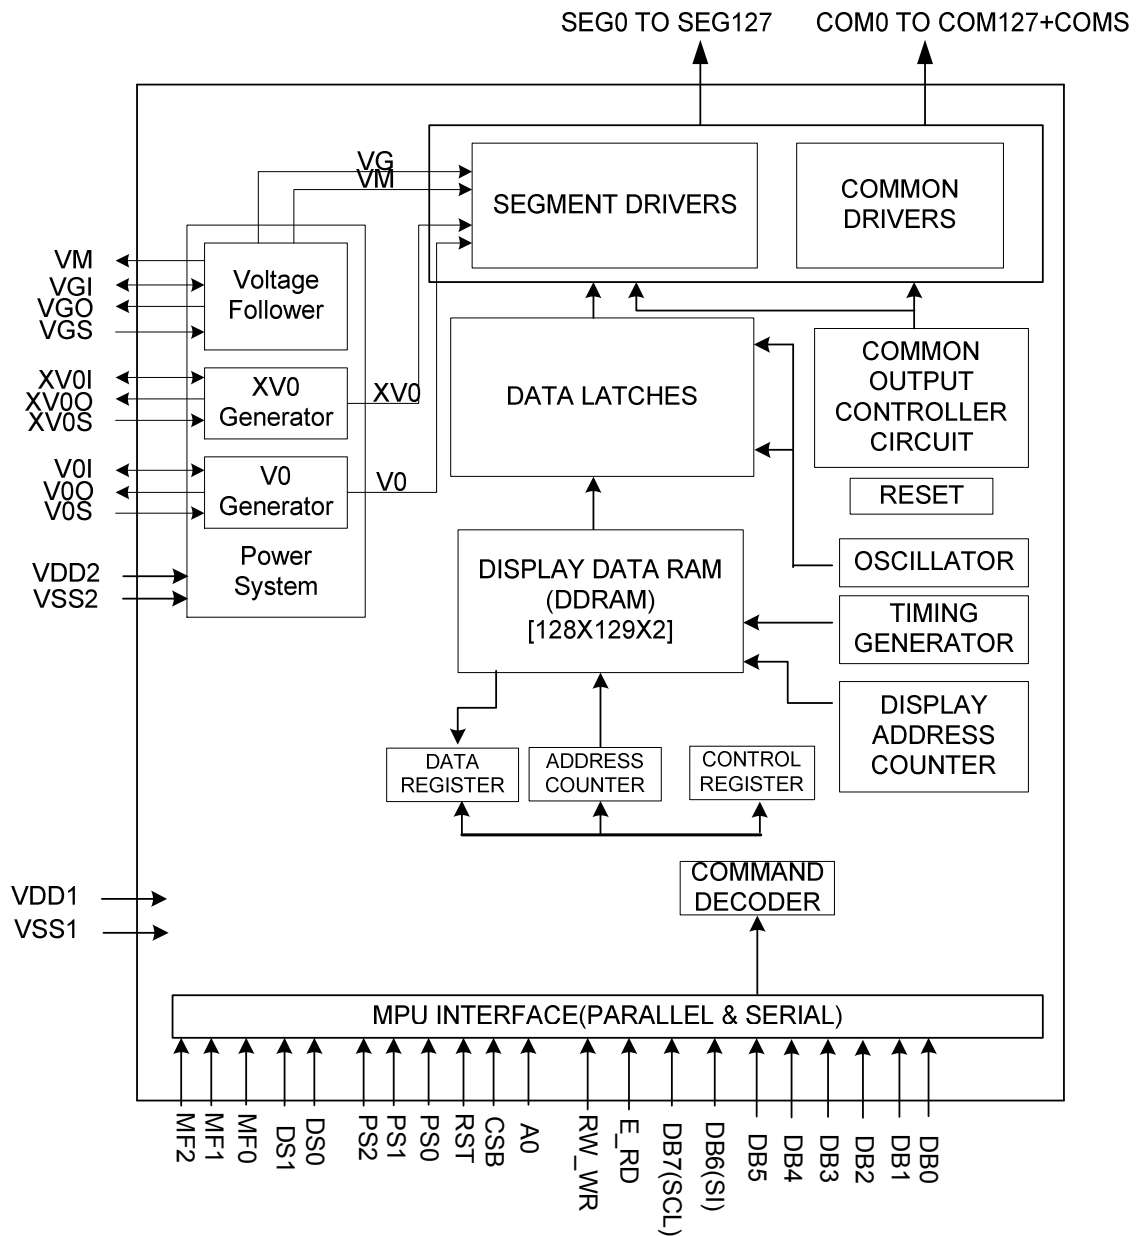 SEG0 TO SEG127
COM0 TO COM127+COMS
VG
VM
SEGMENT DRIVERS
COMMON
DRIVERS
VM
VGI
VGO
VGS
Voltage
Follower
XV0I
XV0O
XV0S
XV0
Generator
XV0
V0I
V0O
V0S
V0
Generator
V0
Power
System
VDD2
VSS2
DATA LATCHES
COMMON
OUTPUT
CONTROLLER
CIRCUIT
RESET
OSCILLATOR
TIMING
GENERATOR
DISPLAY DATA RAM
(DDRAM)
[128X129X2]
DISPLAY
ADDRESS
COUNTER
DATA
REGISTER
ADDRESS
COUNTER
CONTROL
REGISTER
COMMAND
DECODER
VDD1
VSS1
MPU INTERFACE(PARALLEL & SERIAL)
MF2
MF1
MF0
DS1
DS0
PS2
PS1
PS0
RST
CSB
A0
RW_WR
E_RD
DB7(SCL)
DB6(SI)
DB5
DB4
DB3
DB2
DB1
DB0